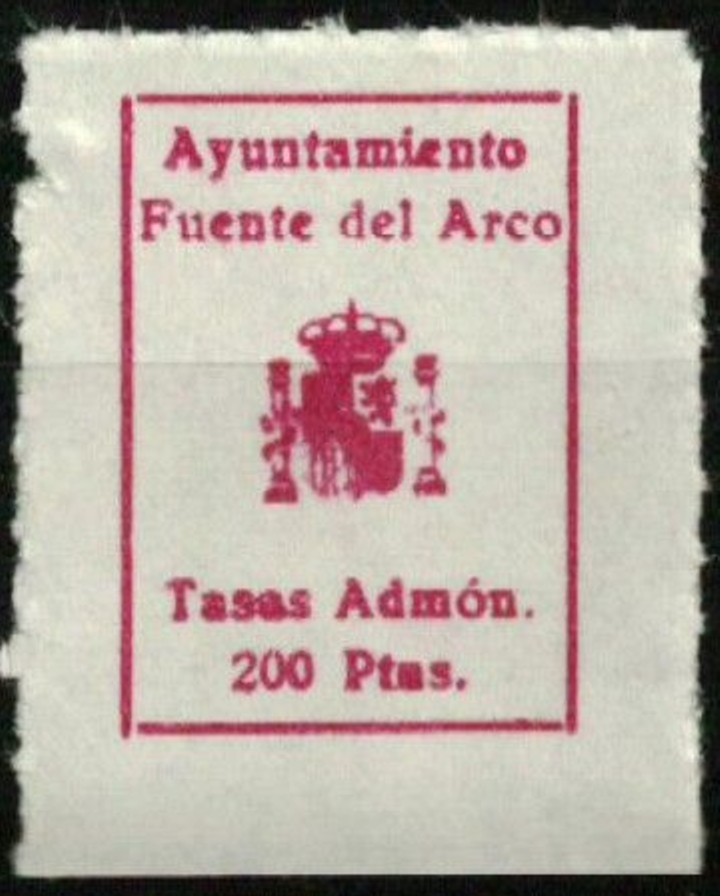 Ayuntamiento
Fuente del Arco
Tasas Admón.
200 Ptas.